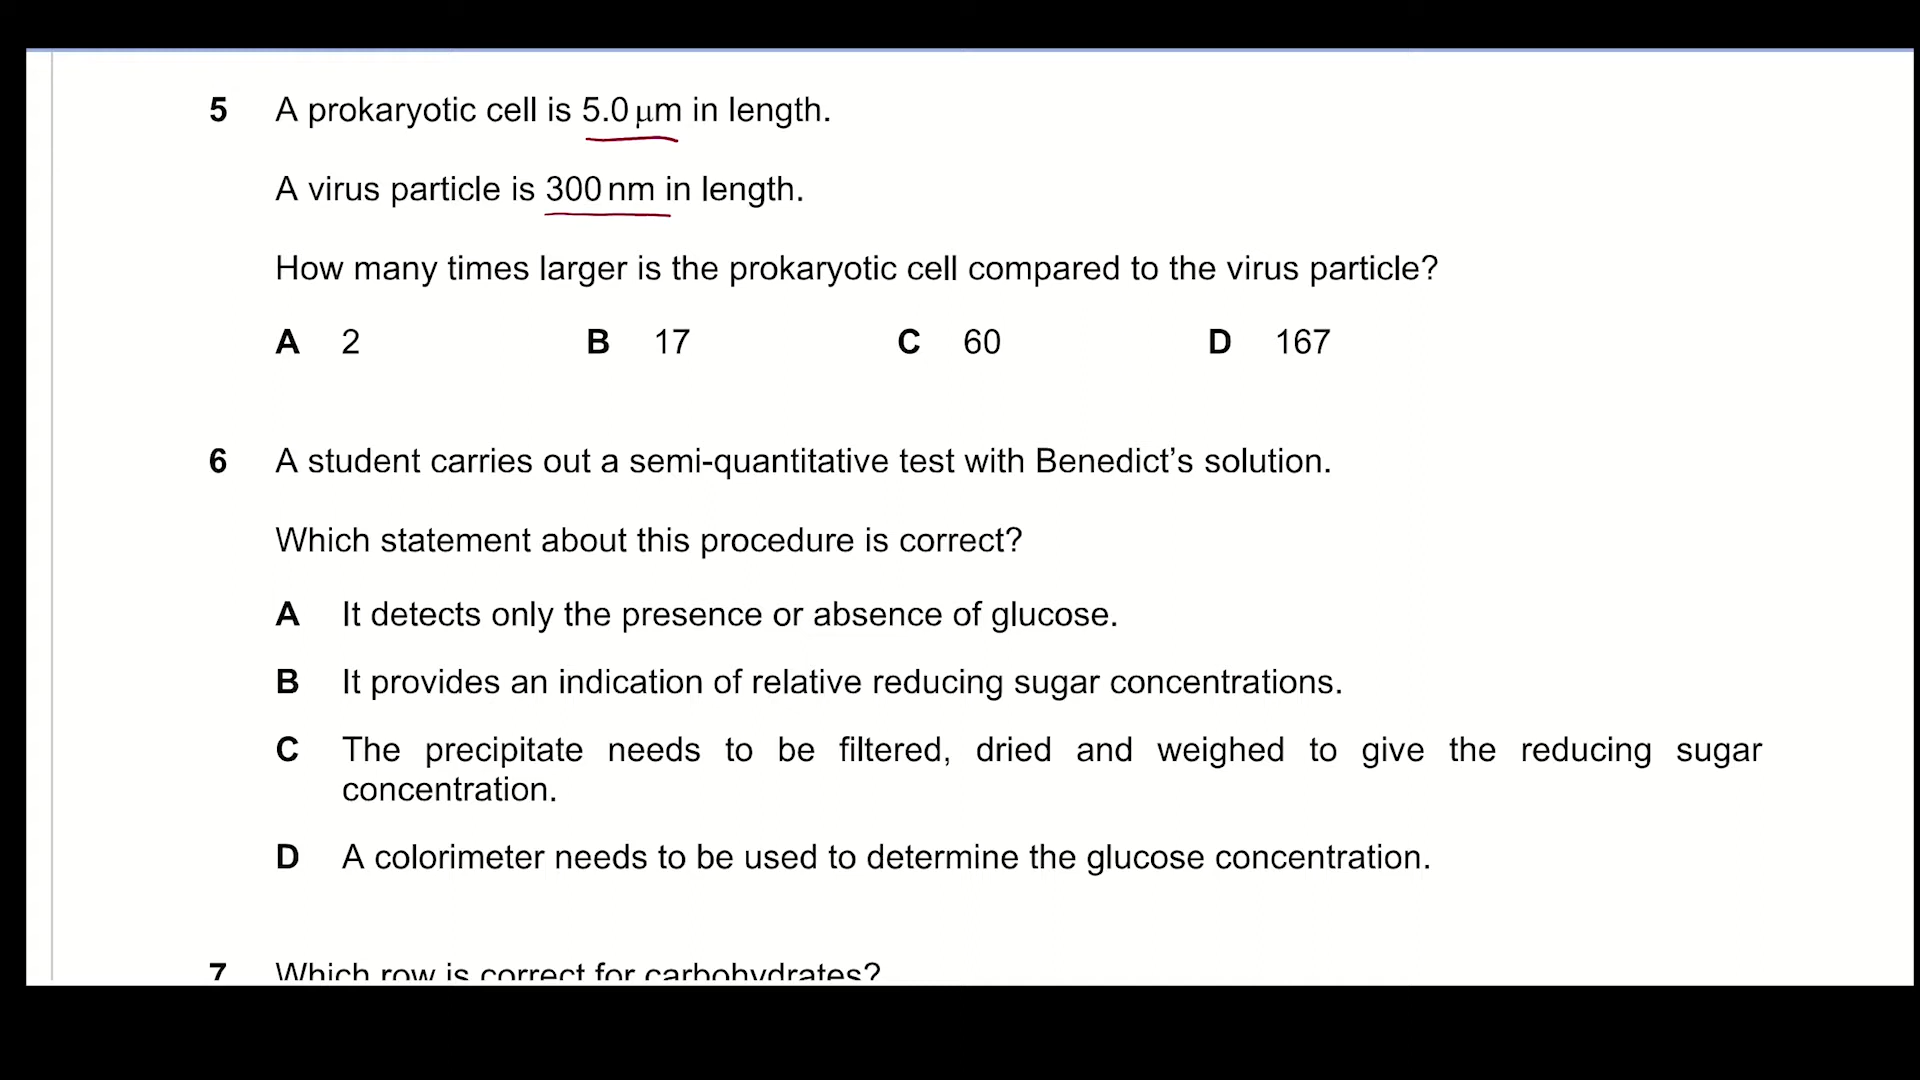 5 A prokaryotic cell is 5.0 μm in length.
A virus particle is 300 nm in length.
How many times larger is the prokaryotic cell compared to the virus particle?
A 2 B 17 C 60 D 167
6 A student carries out a semi-quantitative test with Benedict’s solution.
Which statement about this procedure is correct?
A It detects only the presence or absence of glucose.
B It provides an indication of relative reducing sugar concentrations.
C The precipitate needs to be filtered, dried and weighed to give the reducing sugar
concentration.
D A colorimeter needs to be used to determine the glucose concentration.
7 Which row is correct for carbohydrates?